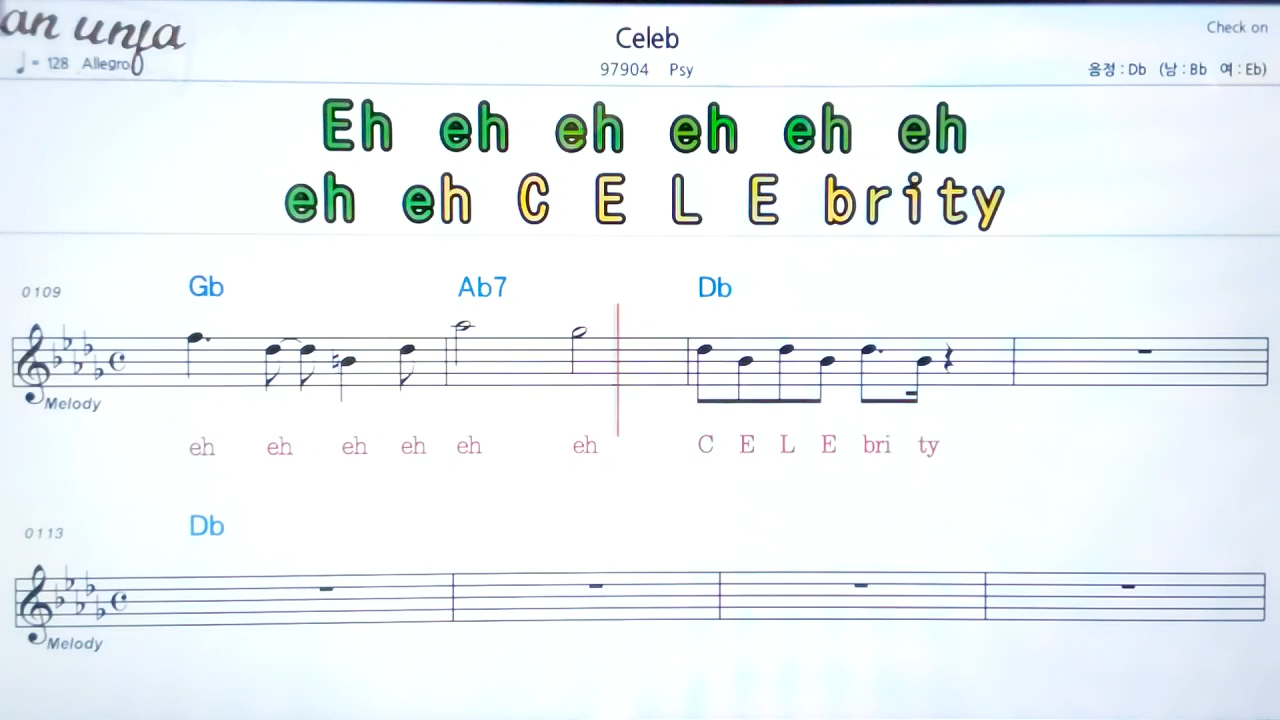 an unfa
Celeb
Check on
♩= 128 Allegro
97904 Psy
음정 : Db (남 : Bb 여 : Eb)
Eh eh eh eh eh eh
eh eh C E L E brity
0109
Gb Ab7 Db
Melody
eh eh eh eh eh eh C E L E bri ty
0113
Db
Melody